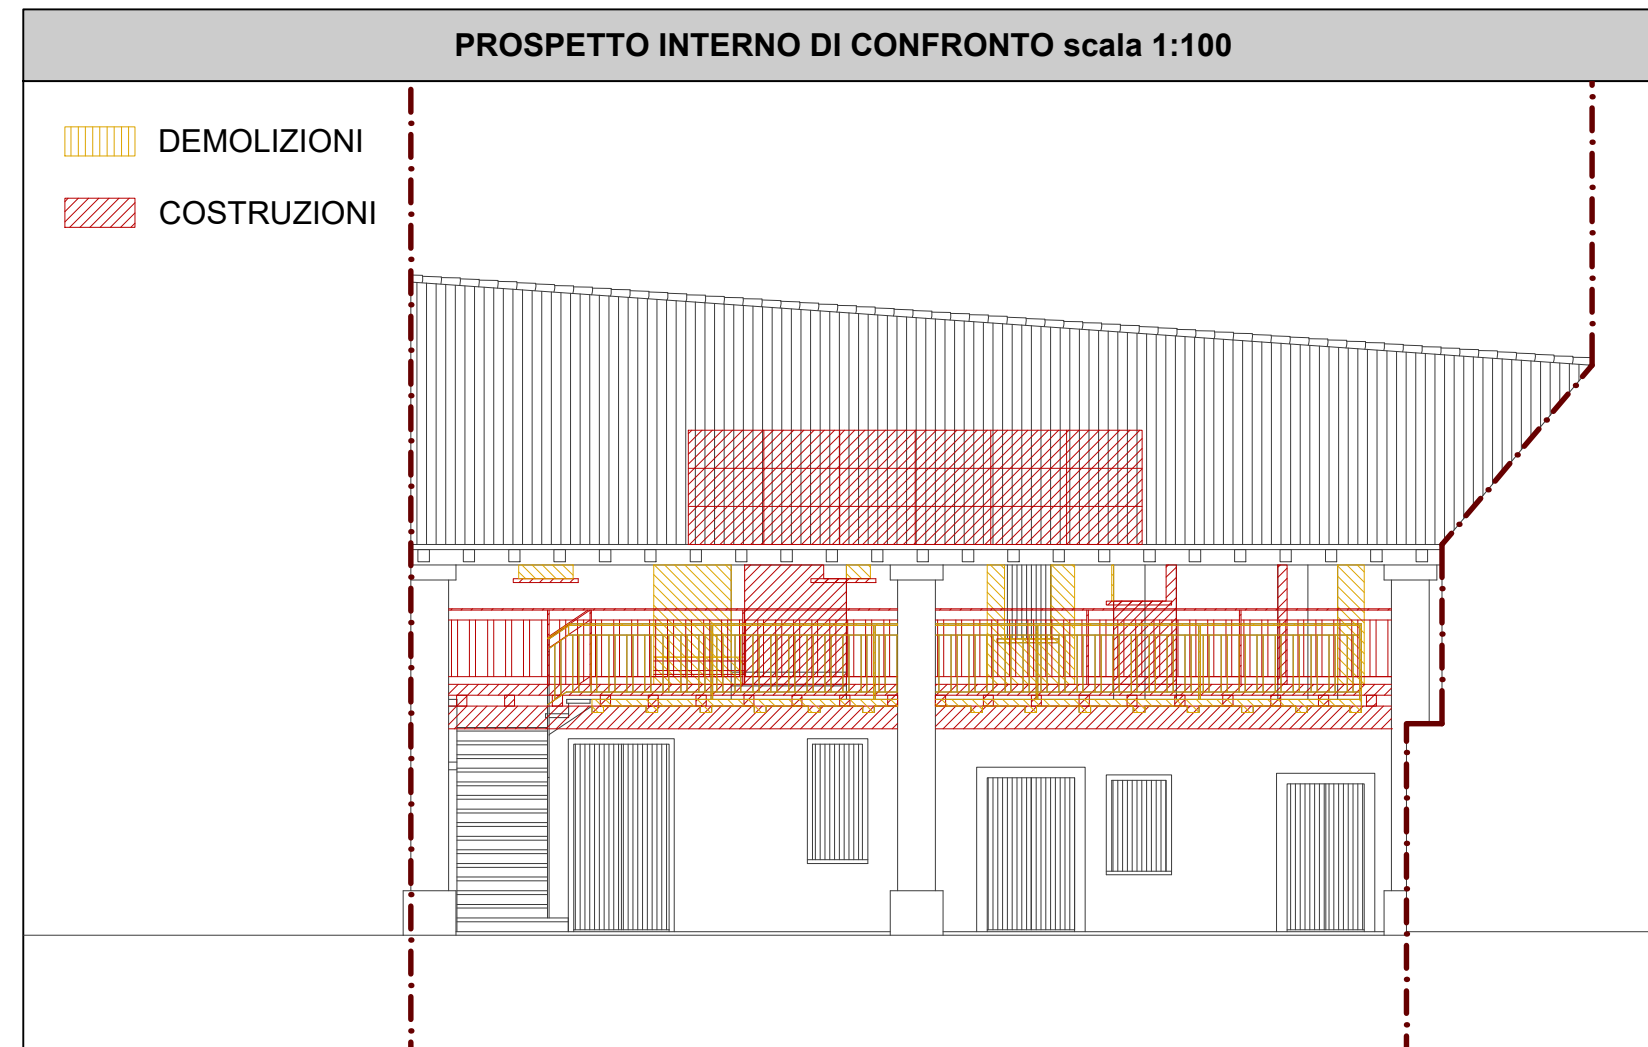 PROSPETTO INTERNO DI CONFRONTO scala 1:100
DEMOLIZIONI
COSTRUZIONI